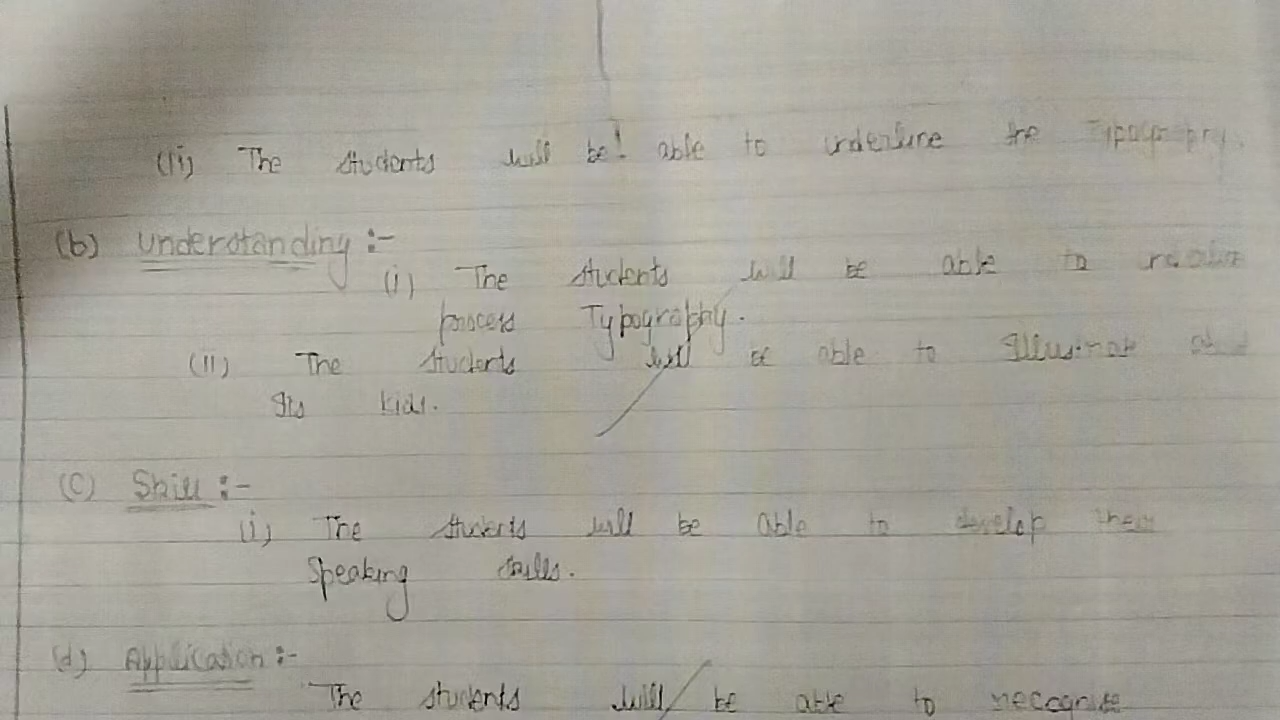 (ii) The students will be able to underline the Typography.
(b) Understanding :-
(i) The students will be able to
process Typography.
(ii) The students will be able to Illustrate
Its kids.
(c) Skill :-
(i) The students will be able to develop their
Speaking skills.
(d) Application :-
The students will be able to recognise